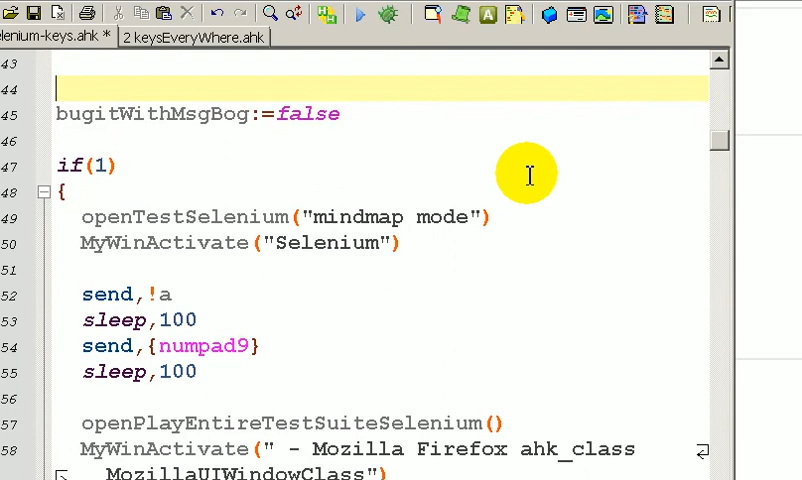 elenium-keys.ahk *
2 keysEveryWhere.ahk
43
44
45 bugitWithMsgBog:=false
46
47 if(1)
48 {
49 openTestSelenium("mindmap mode")
50 MyWinActivate("Selenium")
51
52 send,!a
53 sleep,100
54 send,{numpad9}
55 sleep,100
56
57 openPlayEntireTestSuiteSelenium()
58 MyWinActivate(" - Mozilla Firefox ahk_class
MozillaUIWindowClass")